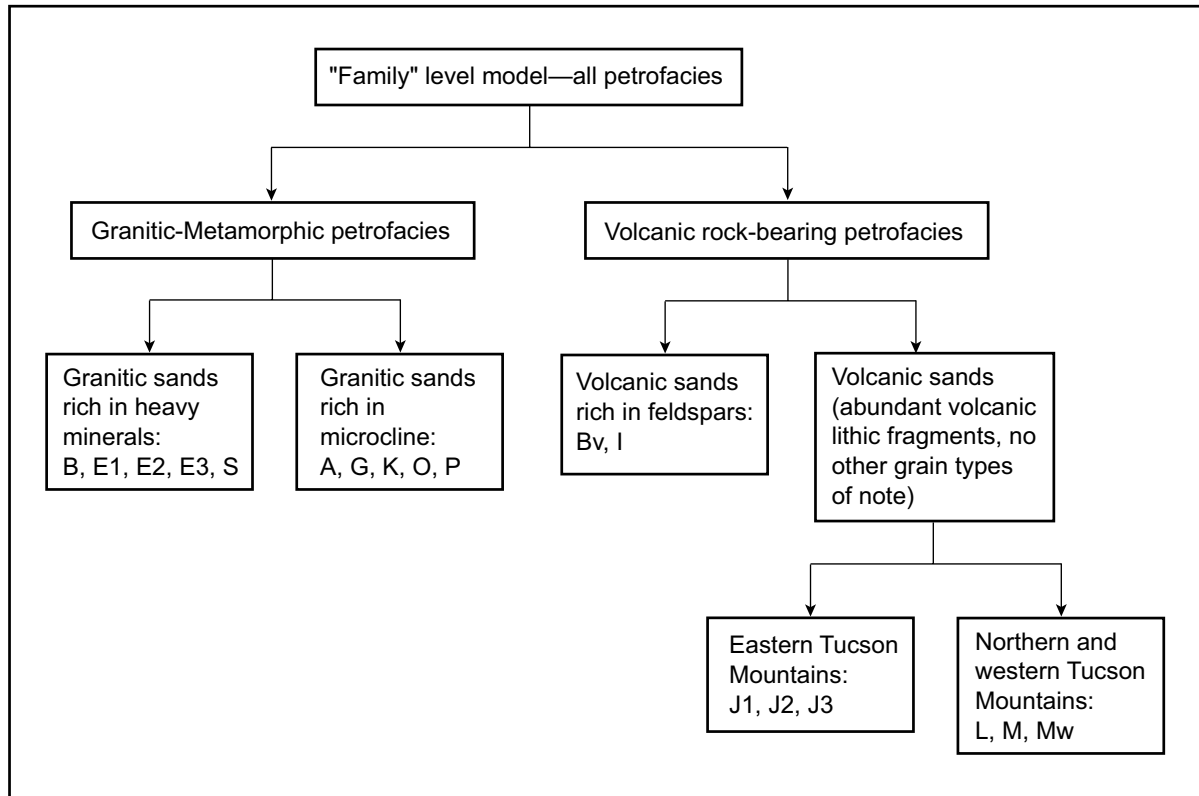 "Family" level model—all petrofacies
Granitic-Metamorphic petrofacies
Volcanic rock-bearing petrofacies
Granitic sands
rich in heavy
minerals:
B, E1, E2, E3, S
Granitic sands
rich in
microcline:
A, G, K, O, P
Volcanic sands
rich in feldspars:
Bv, I
Volcanic sands
(abundant volcanic
lithic fragments, no
other grain types
of note)
Eastern Tucson
Mountains:
J1, J2, J3
Northern and
western Tucson
Mountains:
L, M, Mw